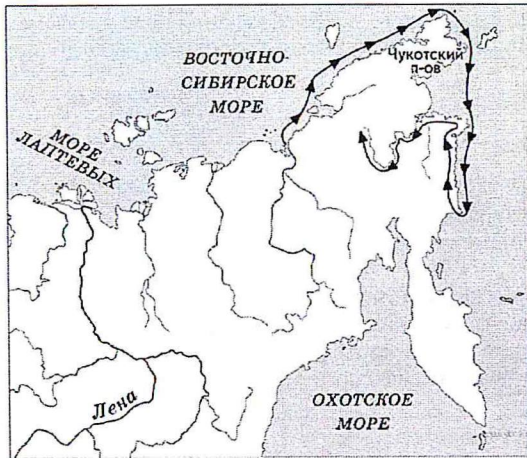 Чукотский
п-ов
ВОСТОЧНО-
СИБИРСКОЕ
МОРЕ
МОРЕ
ЛАПТЕВЫХ
Лена
ОХОТСКОЕ
МОРЕ